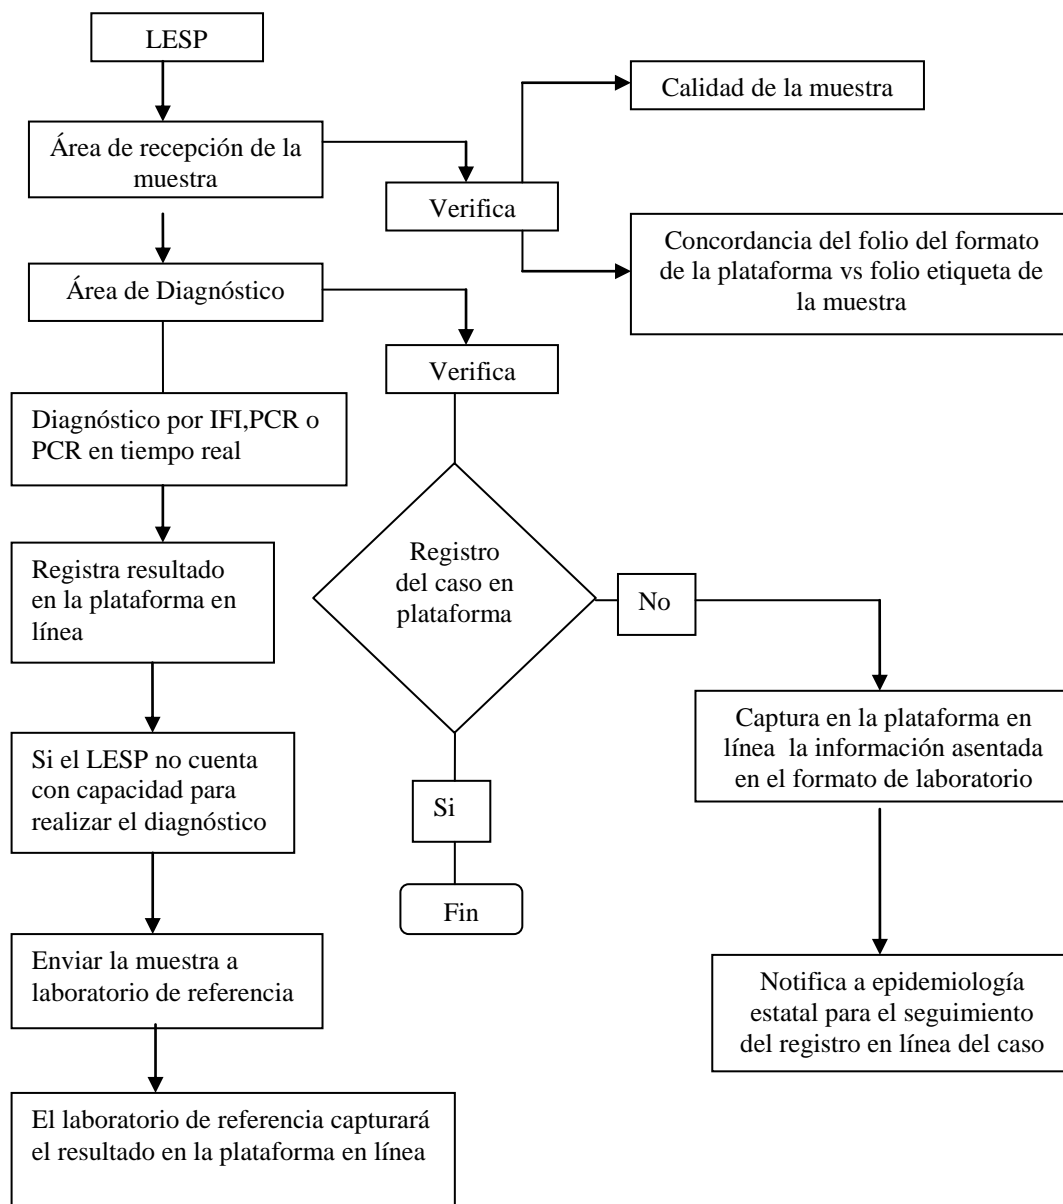 LESP
Calidad de la muestra
Área de recepción de la
muestra
Verifica
Concordancia del folio del formato
de la plataforma vs folio etiqueta de
la muestra
Área de Diagnóstico
Verifica
Diagnóstico por IFI,PCR o
PCR en tiempo real
Registro
del caso en
plataforma
Registra resultado
en la plataforma en
línea
No
Captura en la plataforma en
línea la información asentada
en el formato de laboratorio
Si el LESP no cuenta
con capacidad para
realizar el diagnóstico
Si
Fin
Enviar la muestra a
laboratorio de referencia
Notifica a epidemiología
estatal para el seguimiento
del registro en línea del caso
El laboratorio de referencia capturará
el resultado en la plataforma en línea